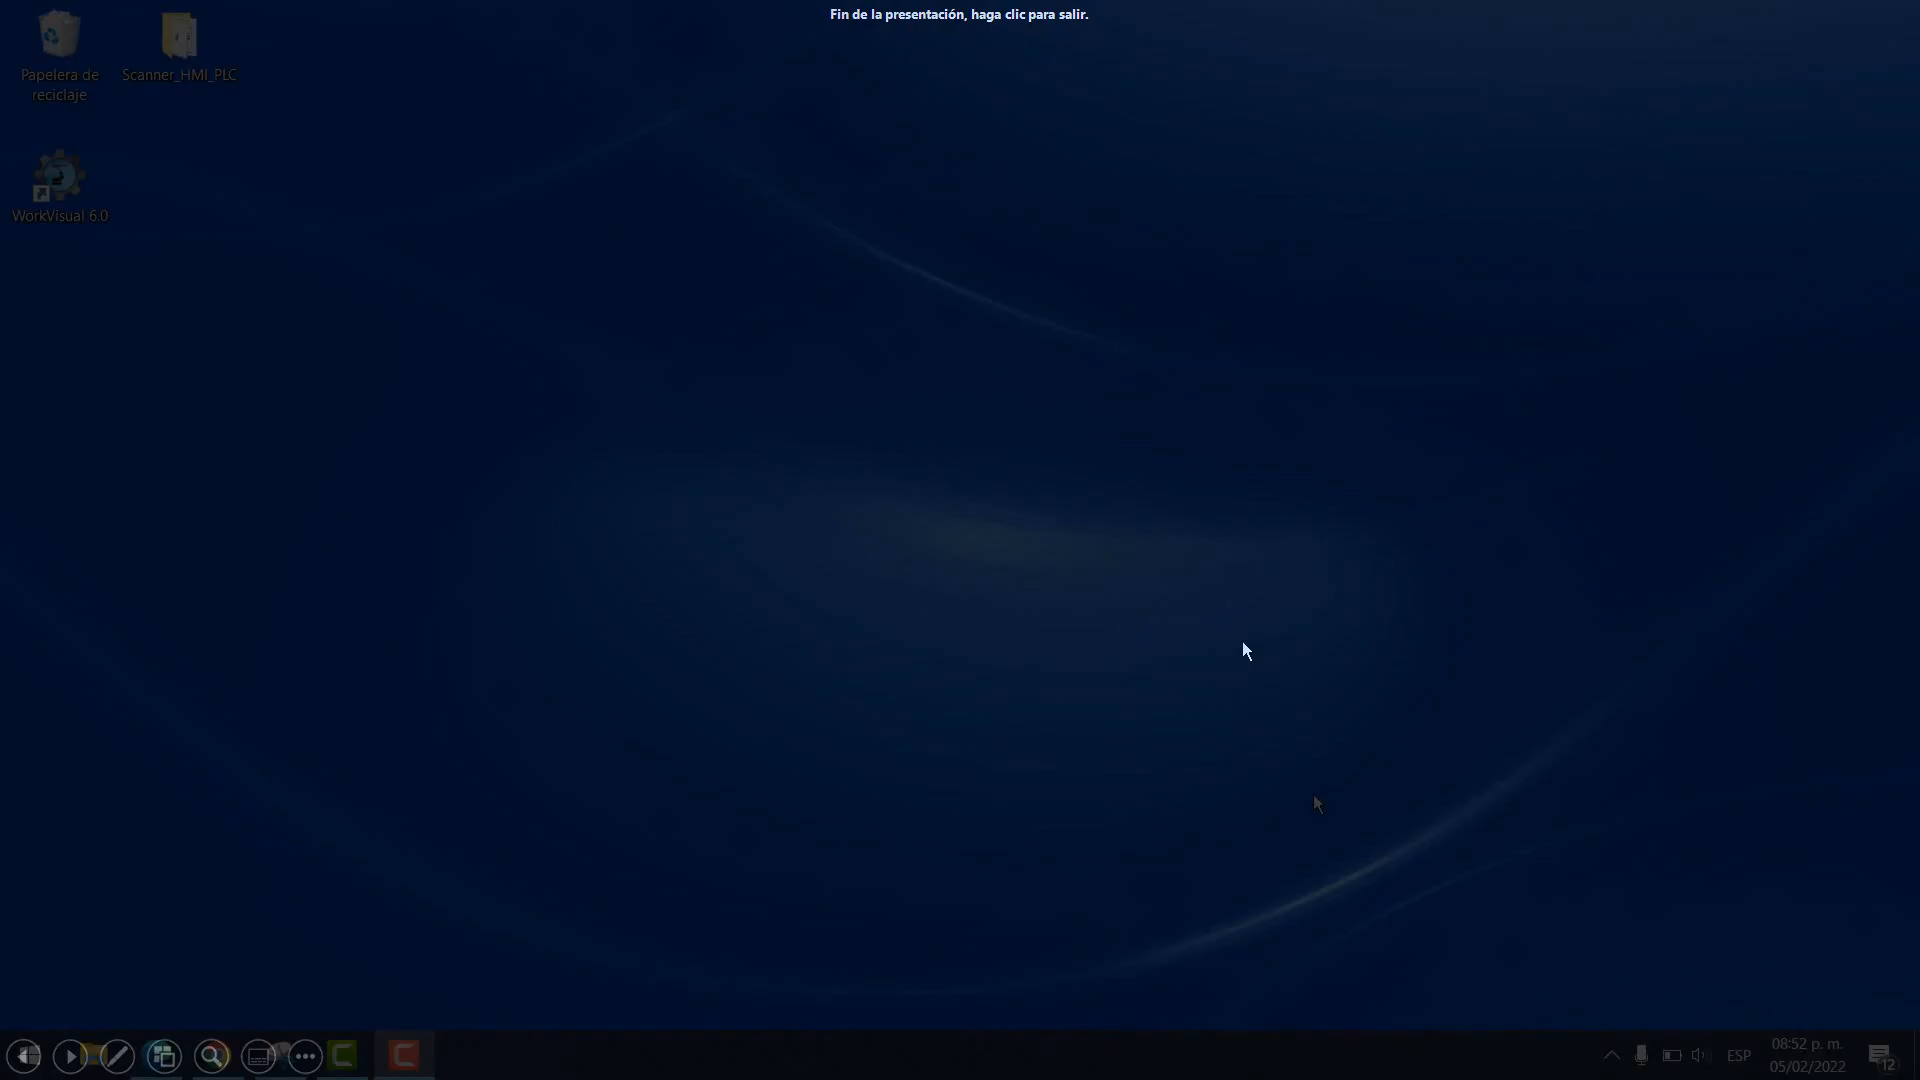 Fin de la presentación, haga clic para salir.
Papelera de
reciclaje
Scanner_HMI_PLC
WorkVisual 6.0
ESP
08:52 p. m.
05/02/2022
12